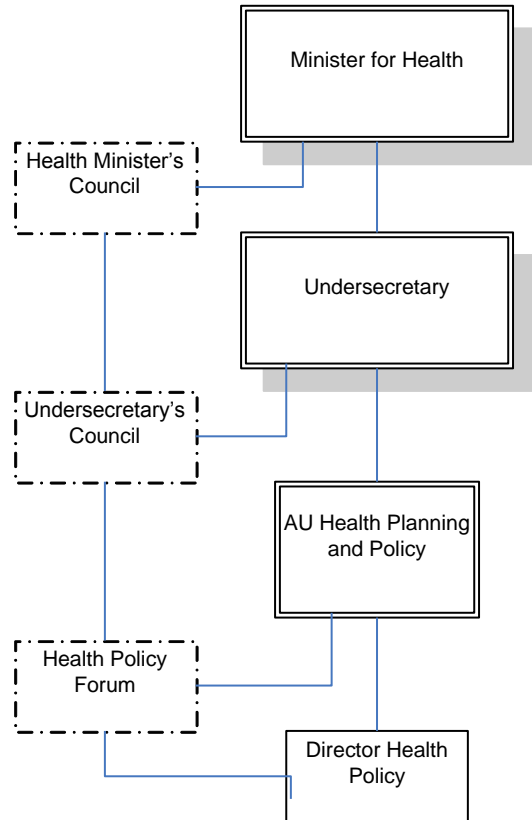 Minister for Health
Health Minister's
Council
Undersecretary
Undersecretary's
Council
AU Health Planning
and Policy
Health Policy
Forum
Director Health
Policy